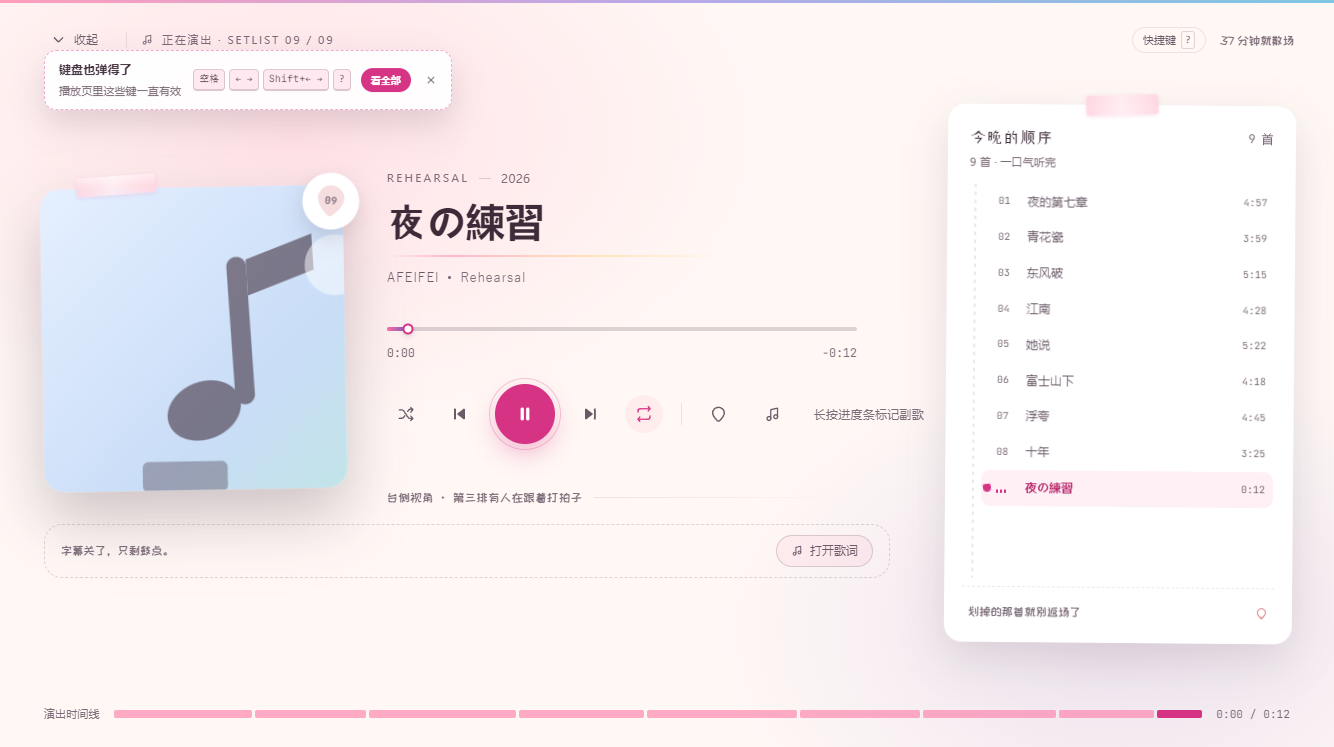 收起
正在演出 · SETLIST 09 / 09
快捷键 ?
37 分钟就散场
键盘也弹得了
播放页里这些键一直有效
空格 ← → Shift+← → ? 看全部 ×
09
REHEARSAL — 2026
夜の練習
AFEIFEI • Rehearsal
0:00 -0:12
长按进度条标记副歌
台侧视角 · 第三排有人在跟着打拍子
字幕关了，只剩鼓点。
打开歌词
今晚的顺序 9 首
9 首 · 一口气听完
01 夜的第七章 4:57
02 青花瓷 3:59
03 东风破 5:15
04 江南 4:28
05 她说 5:22
06 富士山下 4:18
07 浮夸 4:45
08 十年 3:25
夜の練習 0:12
划掉的那首就别返场了
演出时间线 0:00 / 0:12